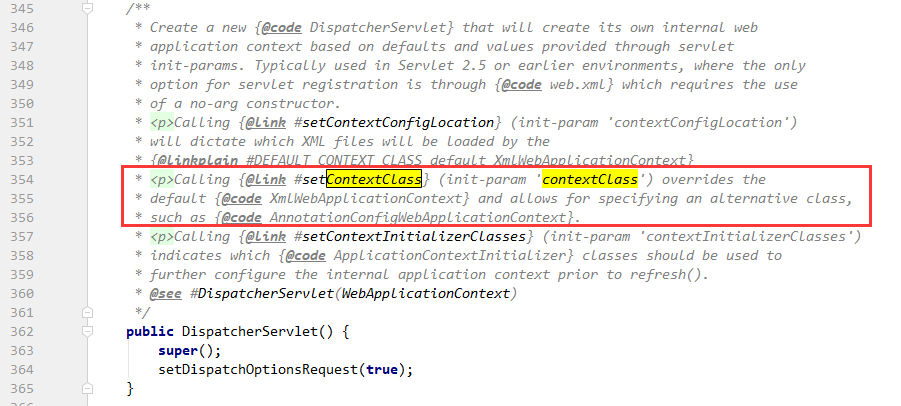 345 /**
346 * Create a new {@code DispatcherServlet} that will create its own internal web
347 * application context based on defaults and values provided through servlet
348 * init-params. Typically used in Servlet 2.5 or earlier environments, where the only
349 * option for servlet registration is through {@code web.xml} which requires the use
350 * of a no-arg constructor.
351 * <p>Calling {@link #setContextConfigLocation} (init-param 'contextConfigLocation')
352 * will dictate which XML files will be loaded by the
353 * {@linkplain #DEFAULT_CONTEXT_CLASS default XmlWebApplicationContext}
354 * <p>Calling {@link #setContextClass} (init-param 'contextClass') overrides the
355 * default {@code XmlWebApplicationContext} and allows for specifying an alternative class,
356 * such as {@code AnnotationConfigWebApplicationContext}.
357 * <p>Calling {@link #setContextInitializerClasses} (init-param 'contextInitializerClasses')
358 * indicates which {@code ApplicationContextInitializer} classes should be used to
359 * further configure the internal application context prior to refresh().
360 * @see #DispatcherServlet(WebApplicationContext)
361 */
362 public DispatcherServlet() {
363 super();
364 setDispatchOptionsRequest(true);
365 }